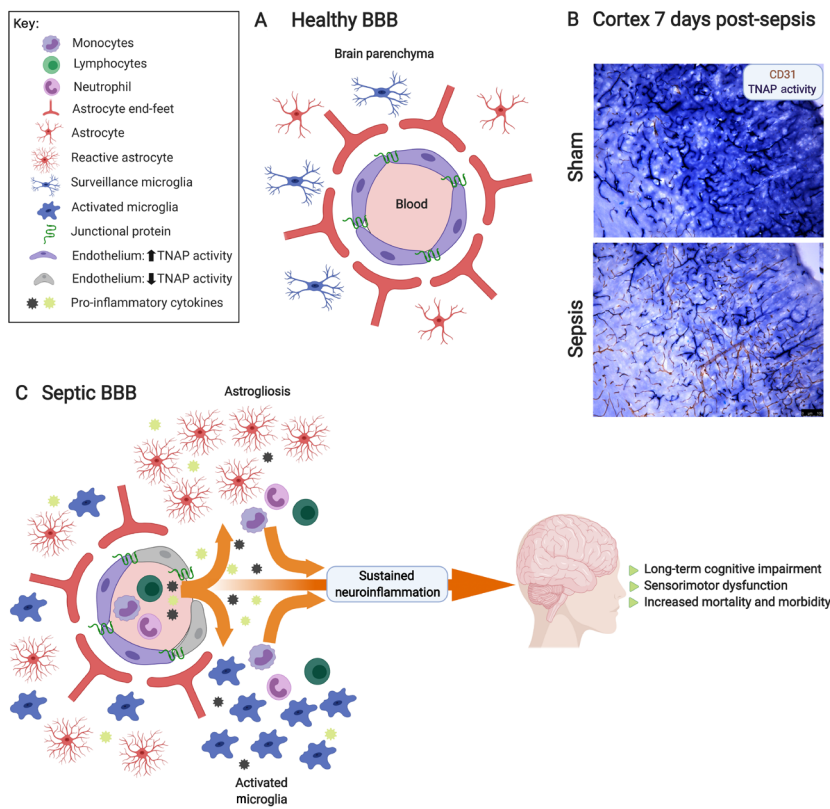 Key:
Monocytes
Lymphocytes
Neutrophil
Astrocyte end-feet
Astrocyte
Reactive astrocyte
Surveillance microglia
Activated microglia
Junctional protein
Endothelium: ⬆TNAP activity
Endothelium: ⬇TNAP activity
Pro-inflammatory cytokines
A Healthy BBB
Brain parenchyma
Blood
B Cortex 7 days post-sepsis
CD31
TNAP activity
Sham
Sepsis
C Septic BBB
Astrogliosis
Sustained
neuroinflammation
Long-term cognitive impairment
Sensorimotor dysfunction
Increased mortality and morbidity
Activated
microglia